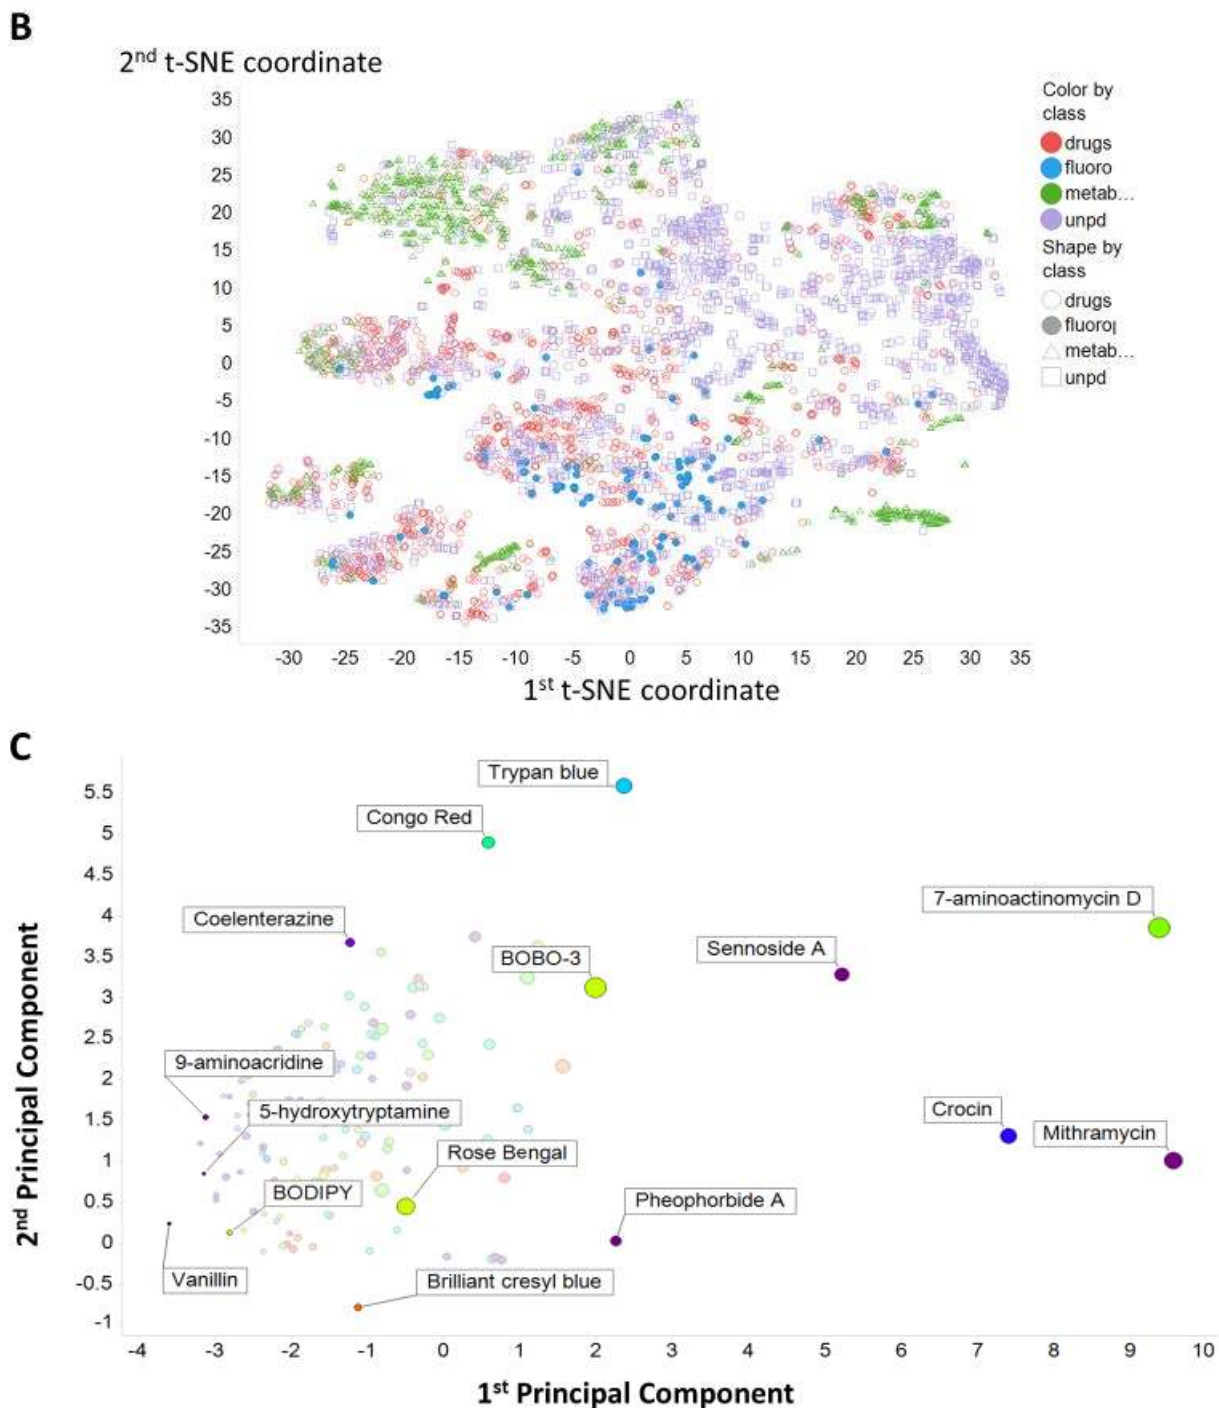 B
2nd t-SNE coordinate
35
30
25
20
15
10
5
0
-5
-10
-15
-20
-25
-30
-35
-30 -25 -20 -15 -10 -5 0 5 10 15 20 25 30 35
1st t-SNE coordinate
Color by
class
drugs
fluoro
metab...
unpd
Shape by
class
drugs
fluoro
metab...
unpd
C
Trypan blue
Congo Red
Coelenterazine
7-aminoactinomycin D
Sennoside A
BOBO-3
9-aminoacridine
5-hydroxytryptamine
Crocin
Mithramycin
Rose Bengal
BODIPY
Pheophorbide A
Vanillin
Brilliant cresyl blue
5.5
5
4.5
4
3.5
3
2.5
2
1.5
1
0.5
0
-0.5
-1
2nd Principal Component
-4 -3 -2 -1 0 1 2 3 4 5 6 7 8 9 10
1st Principal Component